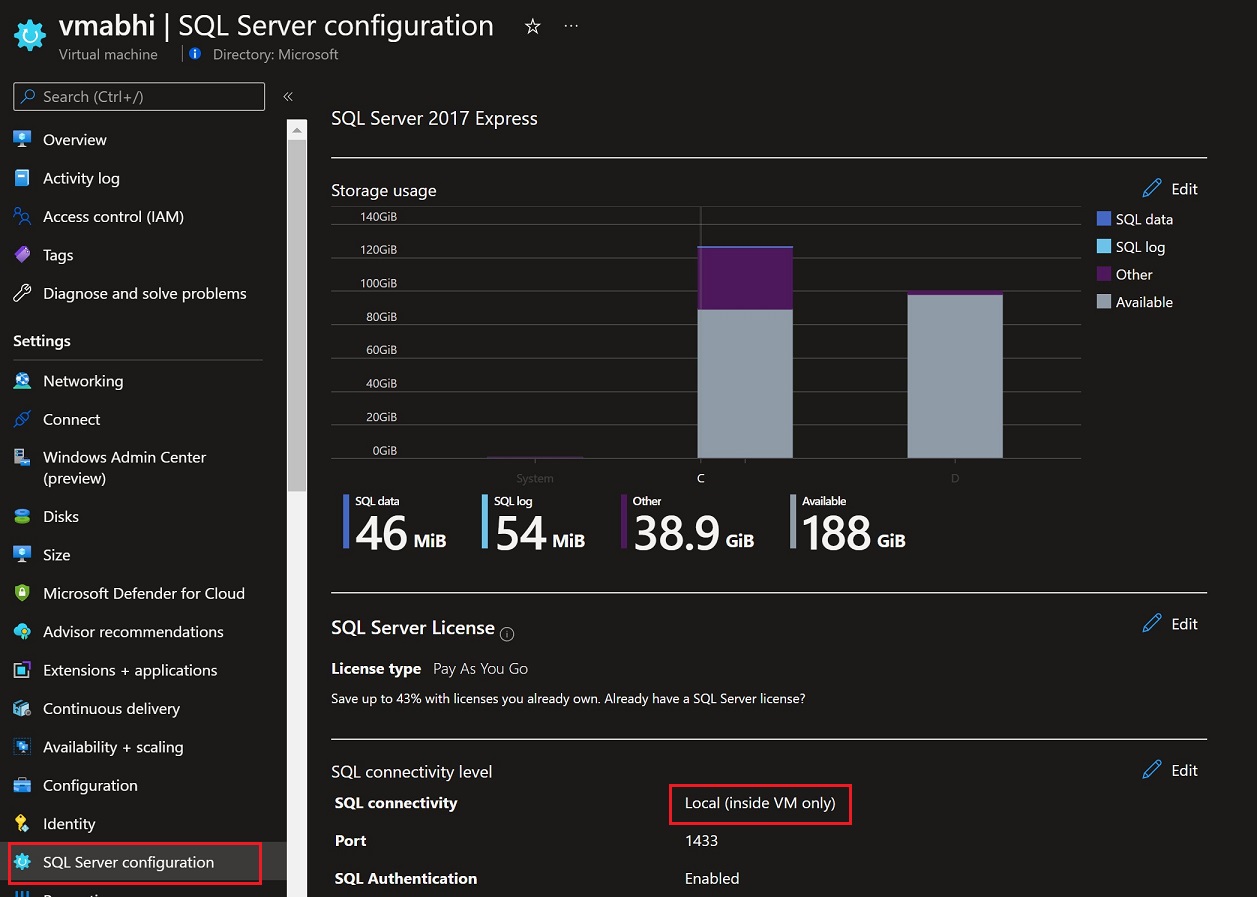 vmabhi | SQL Server configuration
Virtual machine
Directory: Microsoft
Search (Ctrl+/)
Overview
Activity log
Access control (IAM)
Tags
Diagnose and solve problems
Settings
Networking
Connect
Windows Admin Center
(preview)
Disks
Size
Microsoft Defender for Cloud
Advisor recommendations
Extensions + applications
Continuous delivery
Availability + scaling
Configuration
Identity
SQL Server configuration
SQL Server 2017 Express
Storage usage
Edit
140GiB
120GiB
100GiB
80GiB
60GiB
40GiB
20GiB
0GiB
System
C
D
SQL data
SQL log
Other
Available
SQL data
46 MiB
SQL log
54 MiB
Other
38.9 GiB
Available
188 GiB
SQL Server License
Edit
License type Pay As You Go
Save up to 43% with licenses you already own. Already have a SQL Server license?
SQL connectivity level
Edit
SQL connectivity Local (inside VM only)
Port 1433
SQL Authentication Enabled